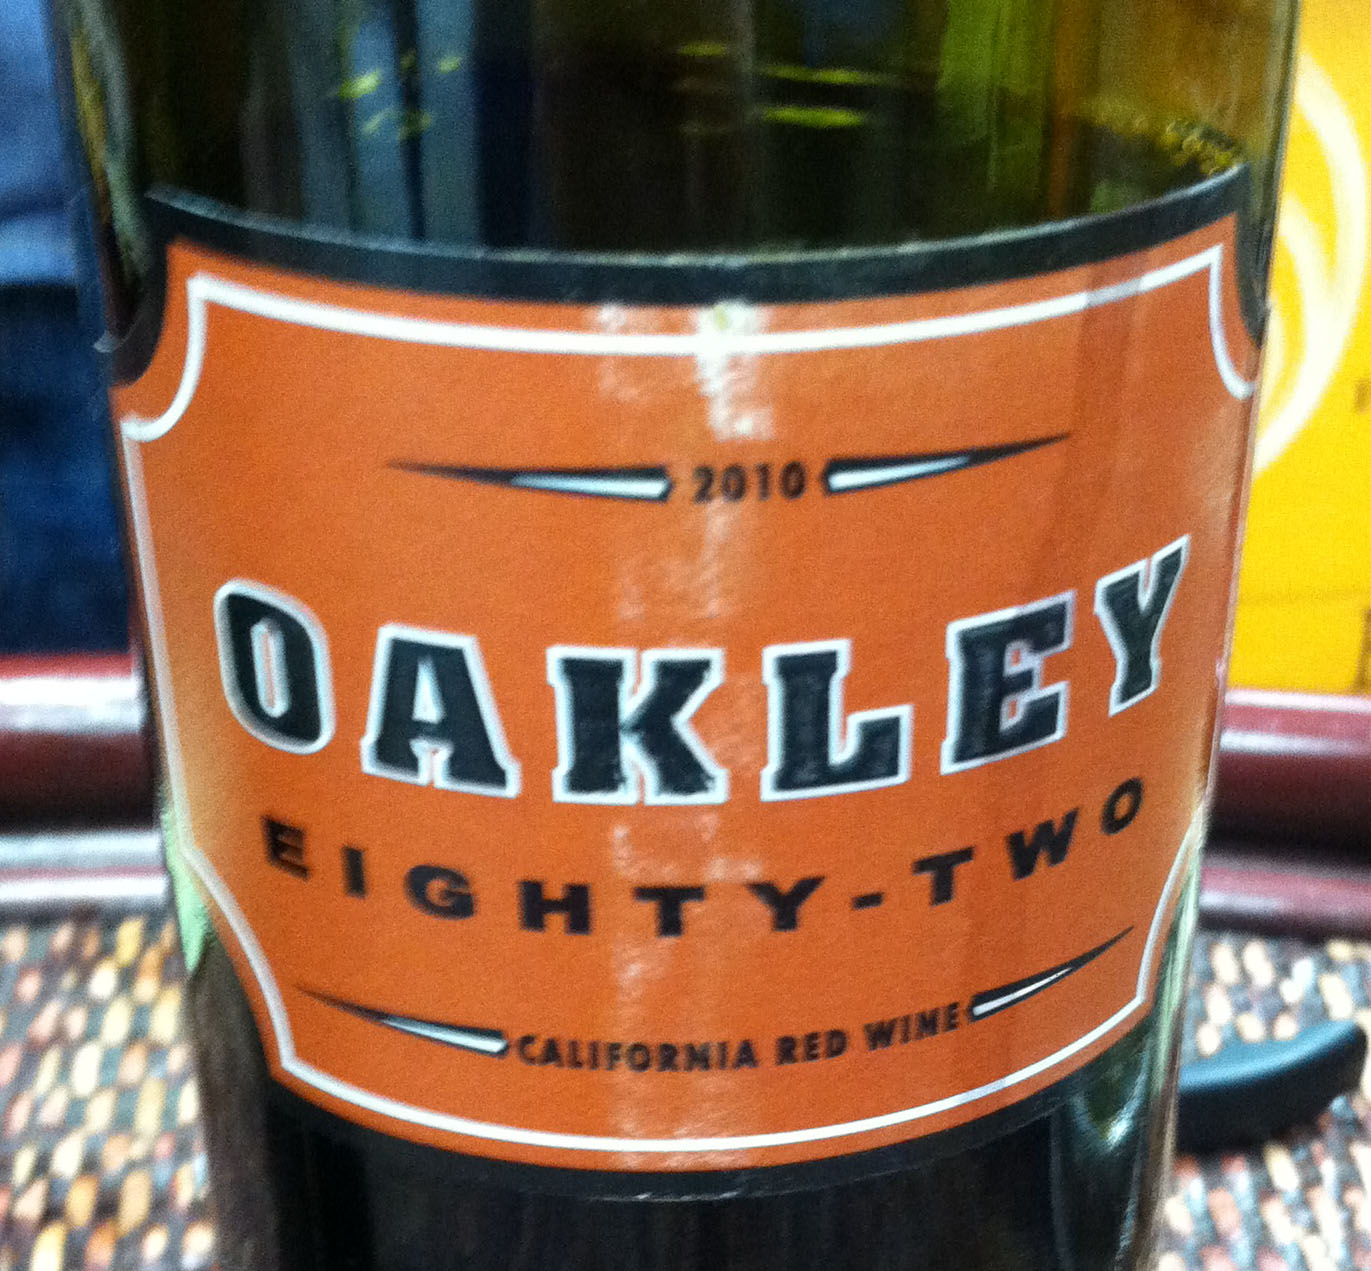 2010
OAKLEY
EIGHTY-TWO
CALIFORNIA RED WINE